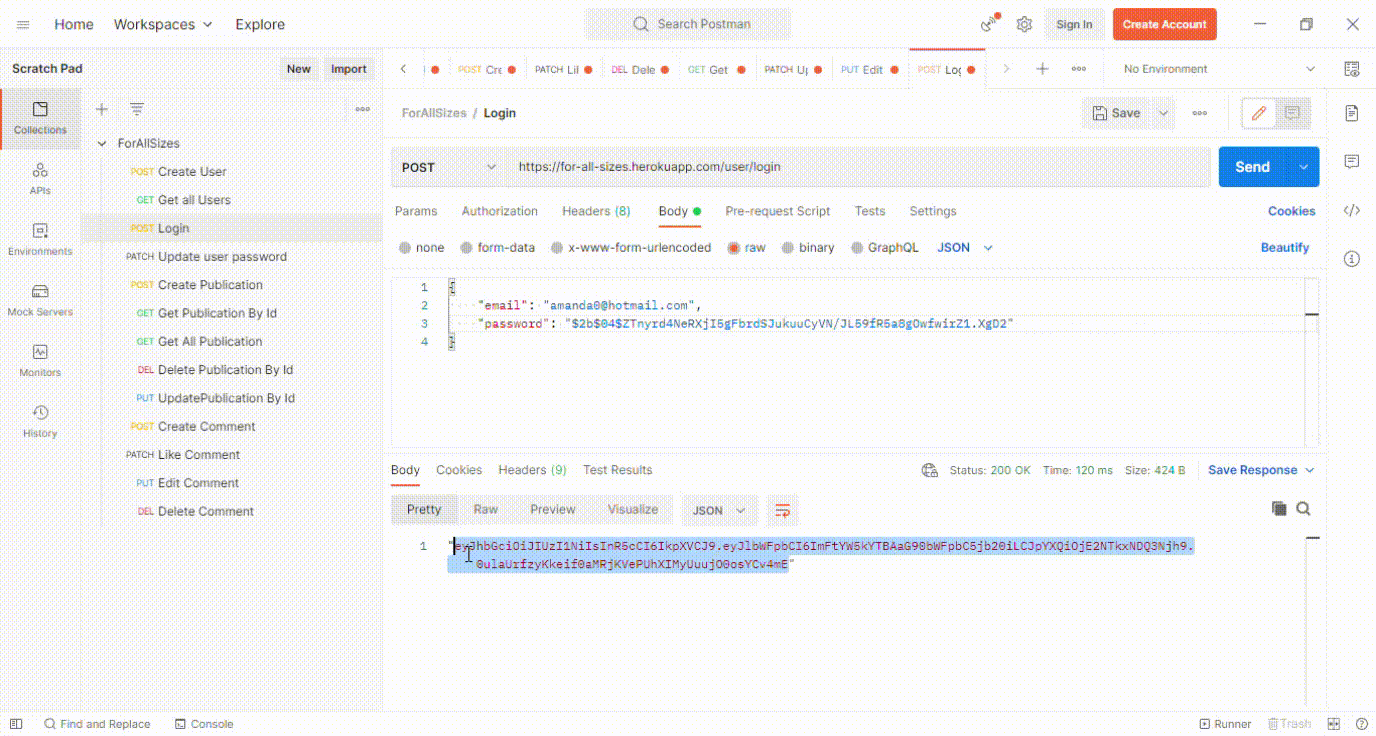 Home Workspaces Explore Search Postman Sign In Create Account
Scratch Pad New Import
POST Cre PATCH Lil DEL Dele GET Get PATCH Up PUT Edit POST Log No Environment
Collections
APIs
Environments
Mock Servers
Monitors
History
ForAllSizes
POST Create User
GET Get all Users
POST Login
PATCH Update user password
POST Create Publication
GET Get Publication By Id
GET Get All Publication
DEL Delete Publication By Id
PUT UpdatePublication By Id
POST Create Comment
PATCH Like Comment
PUT Edit Comment
DEL Delete Comment
ForAllSizes / Login Save
POST https://for-all-sizes.herokuapp.com/user/login Send
Params Authorization Headers (8) Body Pre-request Script Tests Settings Cookies
none form-data x-www-form-urlencoded raw binary GraphQL JSON Beautify
1 {
2 "email": "amanda0@hotmail.com",
3 "password": "$2b$04$ZTnyrd4NeRXjI5gFbrdSJukuuCyVN/JL59fR5a8gOwfwirZ1.XgD2"
4 }
Body Cookies Headers (9) Test Results Status: 200 OK Time: 120 ms Size: 424 B Save Response
Pretty Raw Preview Visualize JSON
1 "eyJhbGciOiJIUzI1NiIsInR5cCI6IkpXVCJ9.eyJlbWFpbCI6ImFtYW5kYTBAaG90bWFpbC5jb20iLCJpYXQiOjE2NTkxNDQ3Njh9.
0ulaUrfzyKkeif0aMRjKVePUhXIMyUuujO0osYCv4mE"
Find and Replace Console Runner Trash